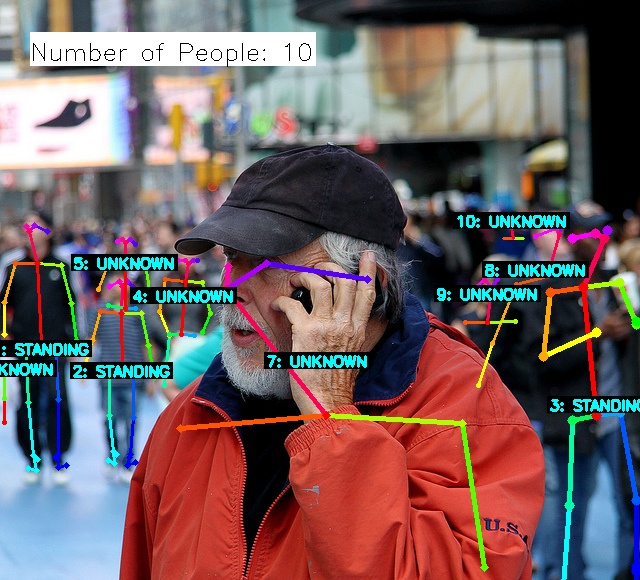 Number of People: 10
10: UNKNOWN
5: UNKNOWN
8: UNKNOWN
4: UNKNOWN
9: UNKNOWN
: STANDING
7: UNKNOWN
KNOWN
2: STANDING
3: STANDING
U.S.